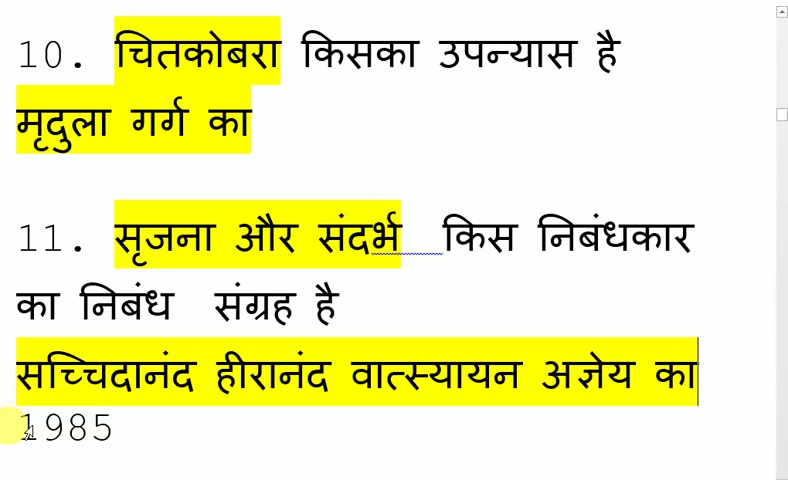 10. चितकोबरा किसका उपन्यास है
मृदुला गर्ग का
11. सृजना और संदर्भ किस निबंधकार
का निबंध संग्रह है
सच्चिदानंद हीरानंद वात्स्यायन अज्ञेय का
1985